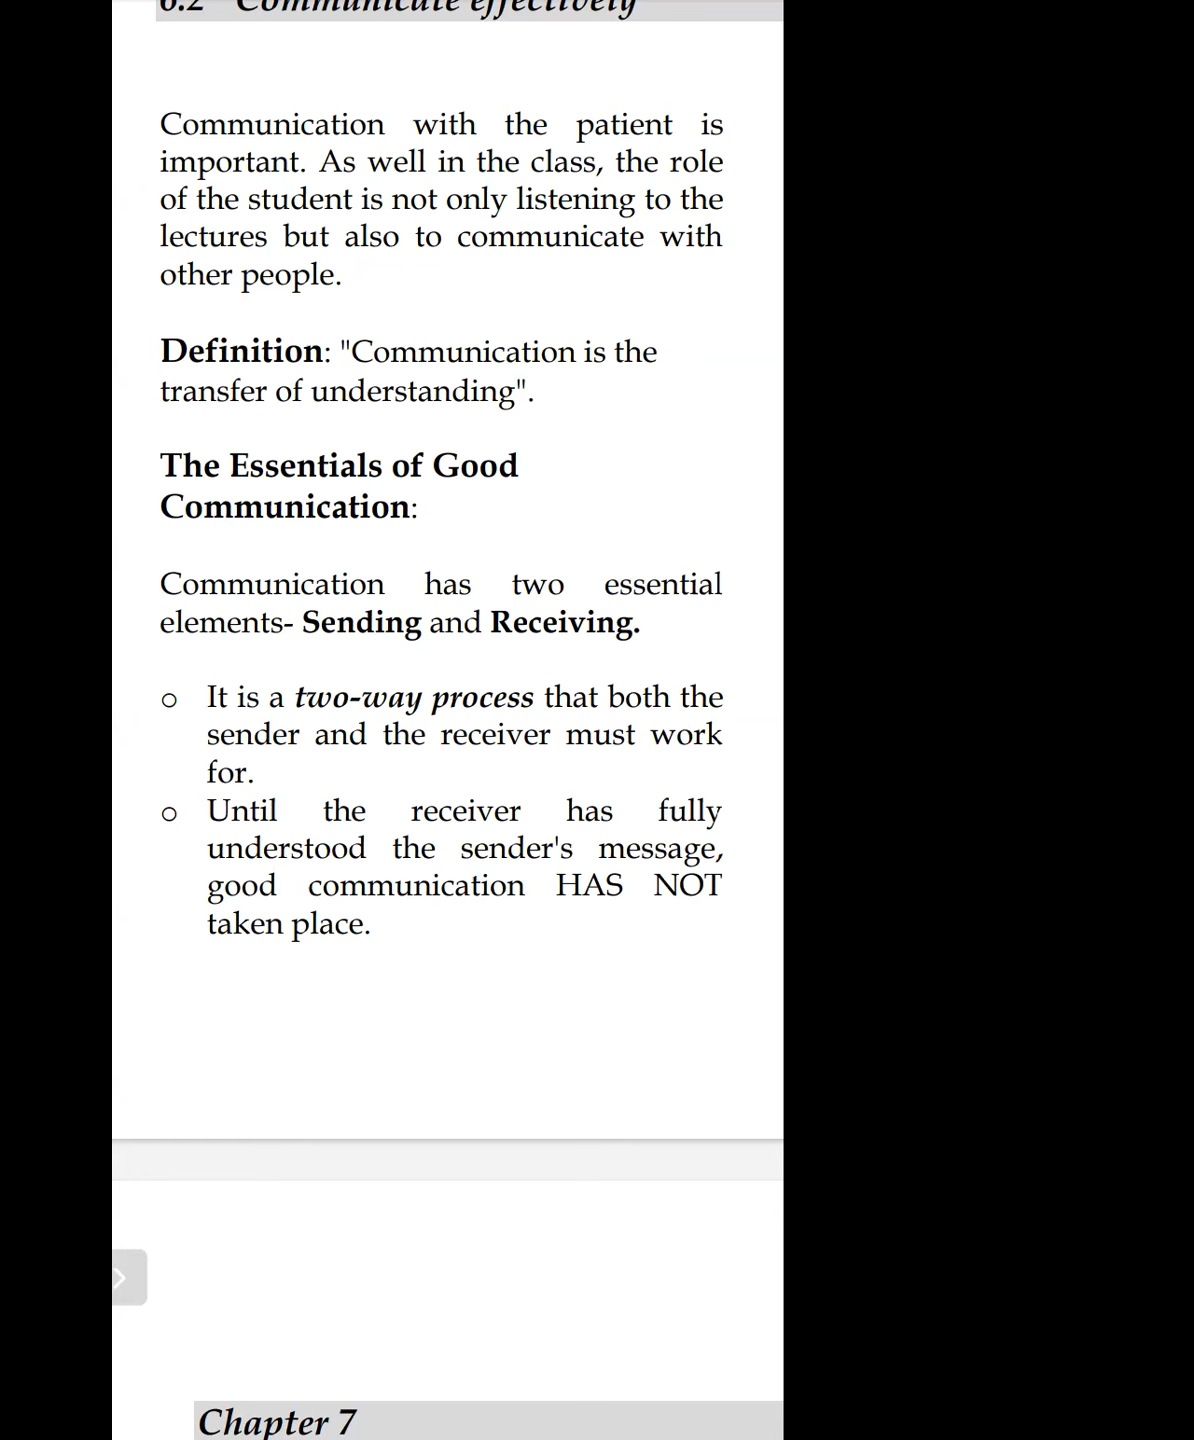 6.2 Communicate effectively
Communication with the patient is
important. As well in the class, the role
of the student is not only listening to the
lectures but also to communicate with
other people.
Definition: "Communication is the
transfer of understanding".
The Essentials of Good
Communication:
Communication has two essential
elements- Sending and Receiving.
o It is a two-way process that both the
sender and the receiver must work
for.
o Until the receiver has fully
understood the sender's message,
good communication HAS NOT
taken place.
Chapter 7